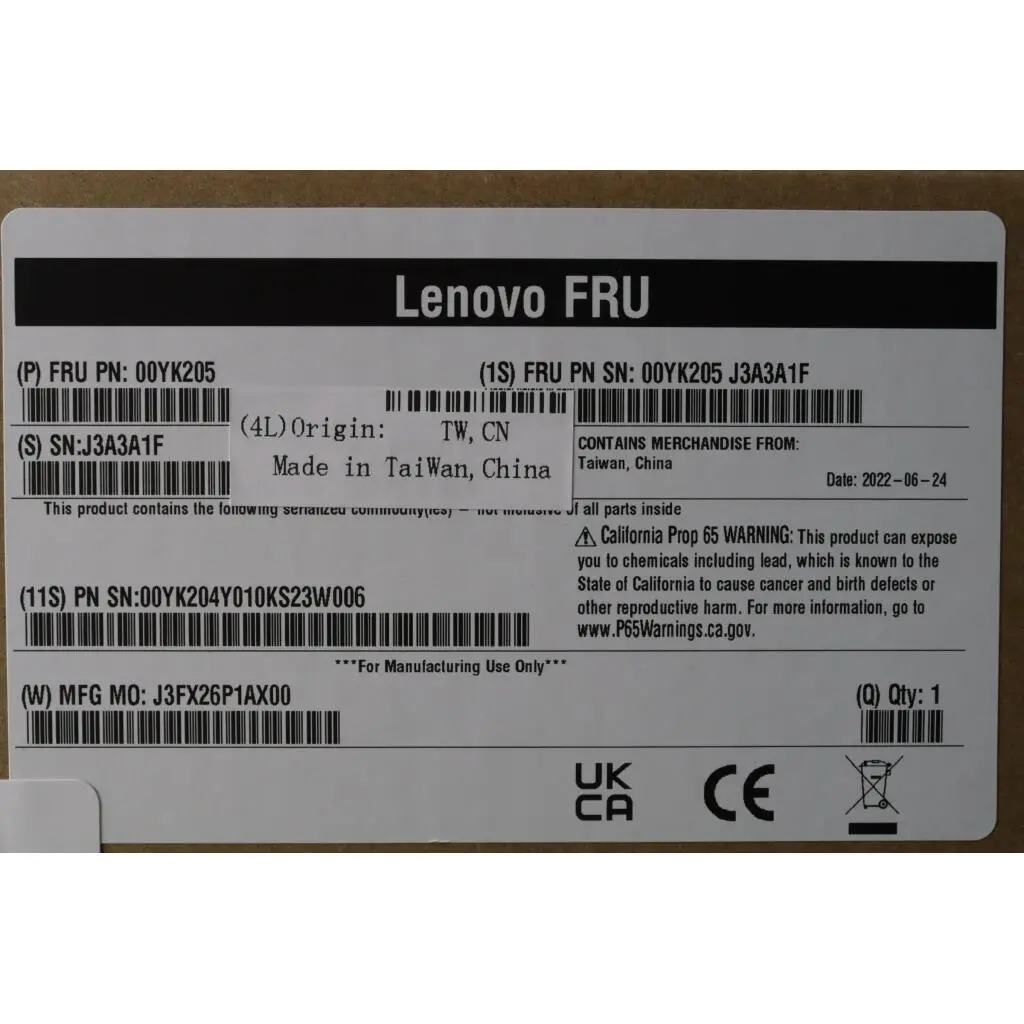 Lenovo FRU
(P) FRU PN: 00YK205
(1S) FRU PN SN: 00YK205 J3A3A1F
(S) SN:J3A3A1F
(4L)Origin: TW,CN
Made in TaiWan,China
CONTAINS MERCHANDISE FROM:
Taiwan, China
Date: 2022-06-24
This product contains the following serialized commodity(ies) – not inclusive of all parts inside
⚠ California Prop 65 WARNING: This product can expose
you to chemicals including lead, which is known to the
State of California to cause cancer and birth defects or
other reproductive harm. For more information, go to
www.P65Warnings.ca.gov.
(11S) PN SN:00YK204Y010KS23W006
***For Manufacturing Use Only***
(W) MFG MO: J3FX26P1AX00
(Q) Qty: 1
UK
CA
CE